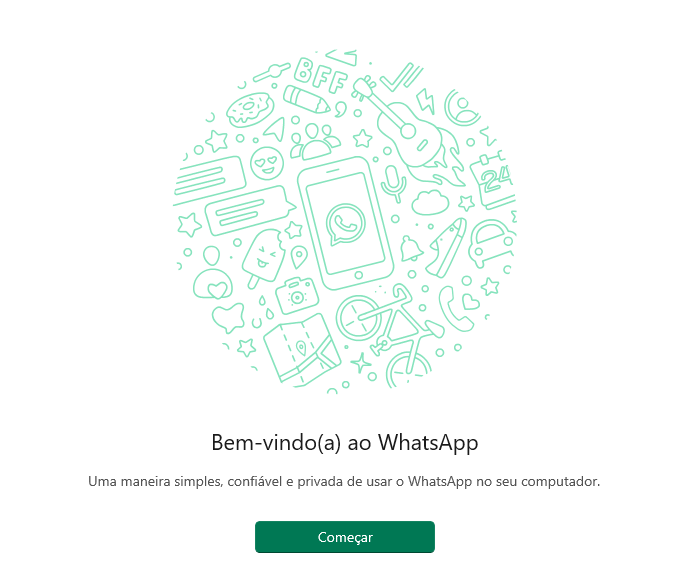 BFF
24
Bem-vindo(a) ao WhatsApp
Uma maneira simples, confiável e privada de usar o WhatsApp no seu computador.
Começar